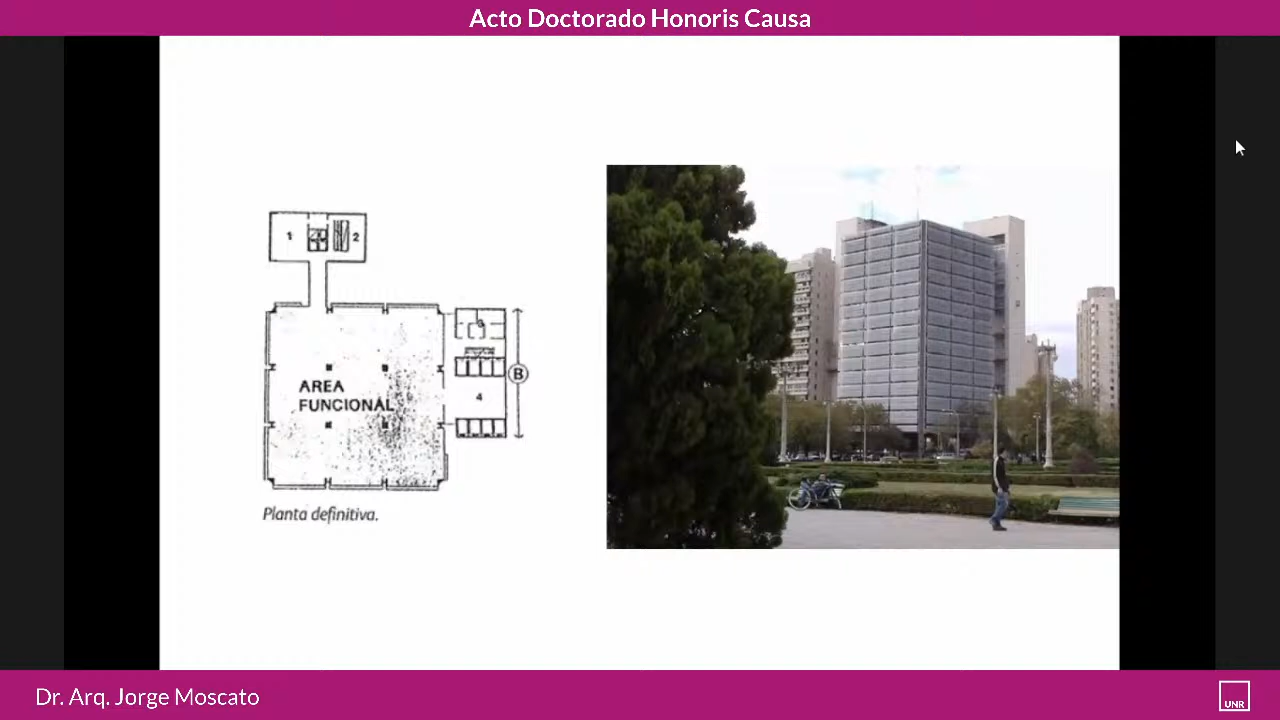 Acto Doctorado Honoris Causa
1
2
AREA
FUNCIONAL
B
4
Planta definitiva.
Dr. Arq. Jorge Moscato
UNR